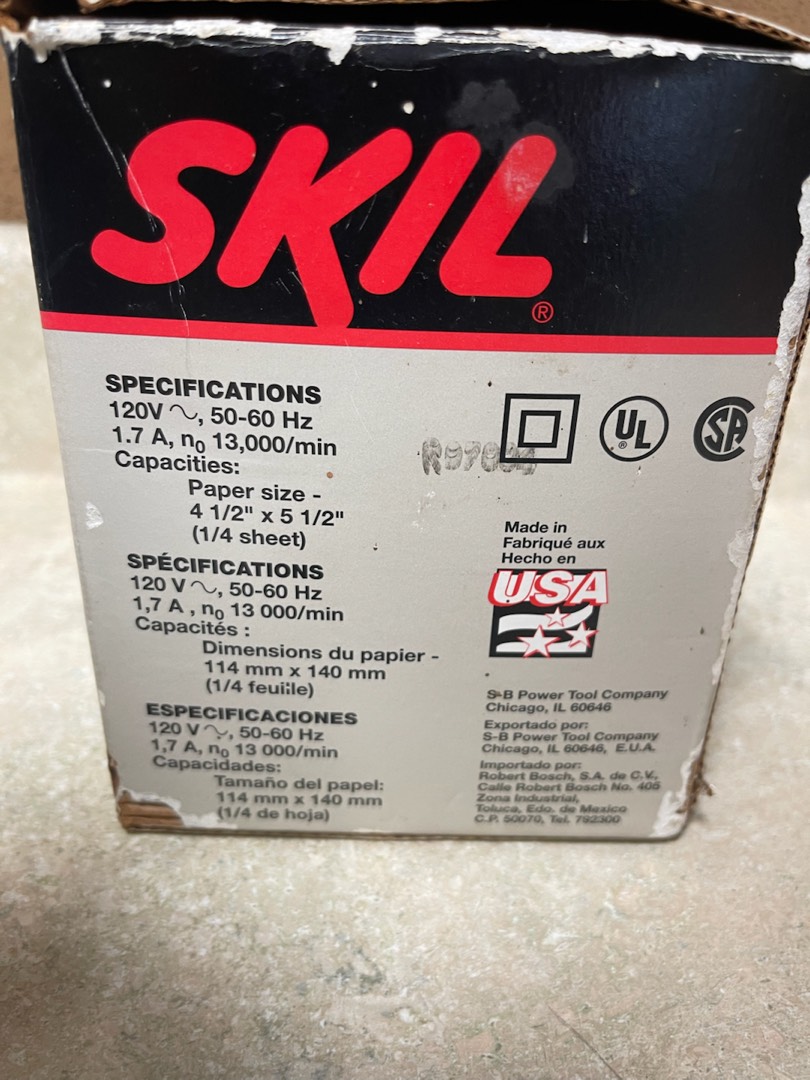 SKIL®
SPECIFICATIONS
120V ∿, 50-60 Hz
1.7 A, n₀ 13,000/min
Capacities:
Paper size -
4 1/2" x 5 1/2"
(1/4 sheet)
SPÉCIFICATIONS
120 V ∿, 50-60 Hz
1,7 A , n₀ 13 000/min
Capacités :
Dimensions du papier -
114 mm x 140 mm
(1/4 feuille)
ESPECIFICACIONES
120 V ∿, 50-60 Hz
1,7 A, n₀ 13 000/min
Capacidades:
Tamaño del papel:
114 mm x 140 mm
(1/4 de hoja)
UL®
SA
Made in
Fabriqué aux
Hecho en
USA
S-B Power Tool Company
Chicago, IL 60646
Exportado por:
S-B Power Tool Company
Chicago, IL 60646, E.U.A.
Importado por:
Robert Bosch, S.A. de C.V.,
Calle Robert Bosch No. 405
Zona Industrial,
Toluca, Edo. de Mexico
C.P. 50070, Tel. 792300